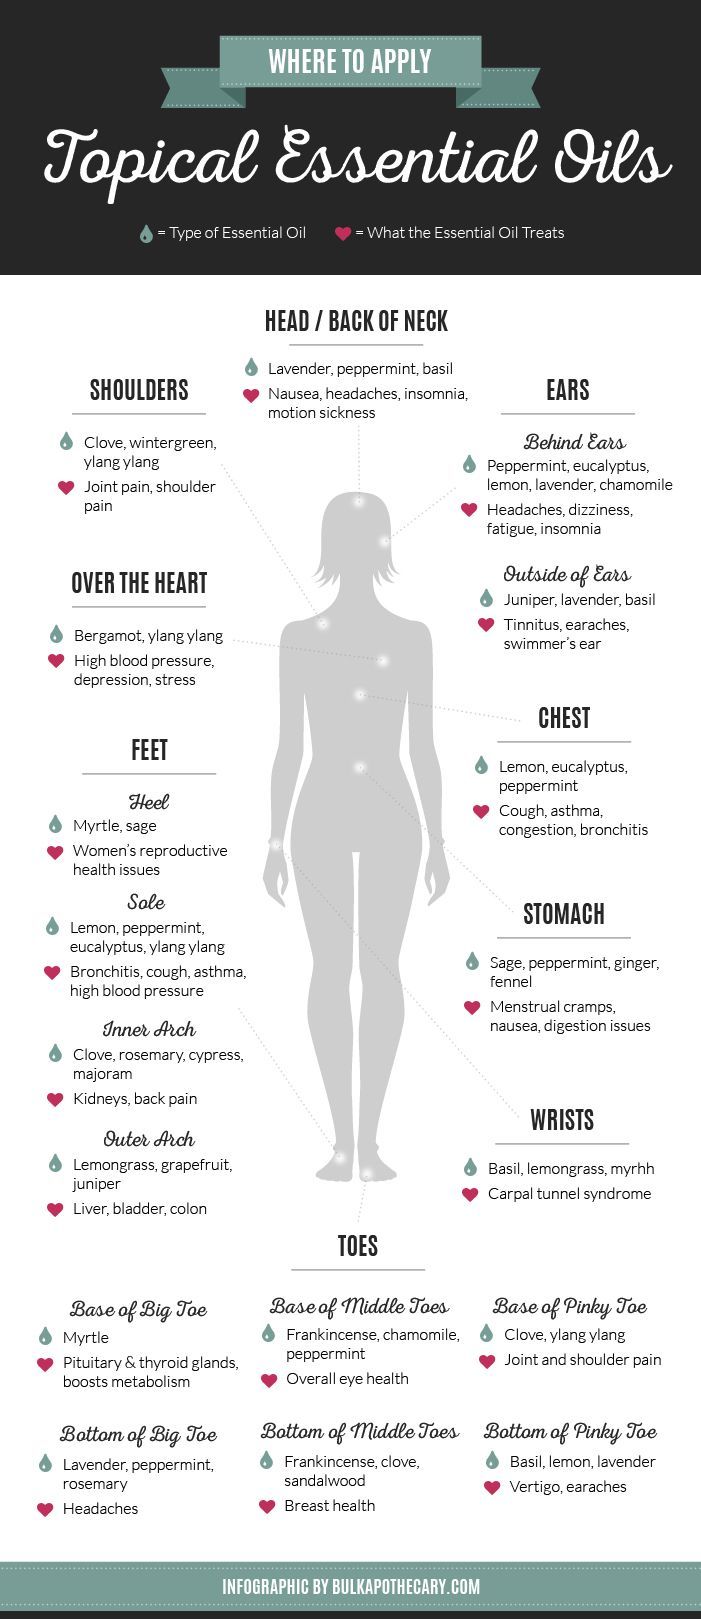 WHERE TO APPLY
Topical Essential Oils
= Type of Essential Oil
= What the Essential Oil Treats
HEAD / BACK OF NECK
Lavender, peppermint, basil
Nausea, headaches, insomnia,
motion sickness
SHOULDERS
Clove, wintergreen,
ylang ylang
Joint pain, shoulder
pain
EARS
Behind Ears
Peppermint, eucalyptus,
lemon, lavender, chamomile
Headaches, dizziness,
fatigue, insomnia
Outside of Ears
Juniper, lavender, basil
Tinnitus, earaches,
swimmer's ear
OVER THE HEART
Bergamot, ylang ylang
High blood pressure,
depression, stress
CHEST
Lemon, eucalyptus,
peppermint
Cough, asthma,
congestion, bronchitis
FEET
Heel
Myrtle, sage
Women's reproductive
health issues
Sole
Lemon, peppermint,
eucalyptus, ylang ylang
Bronchitis, cough, asthma,
high blood pressure
Inner Arch
Clove, rosemary, cypress,
majoram
Kidneys, back pain
Outer Arch
Lemongrass, grapefruit,
juniper
Liver, bladder, colon
STOMACH
Sage, peppermint, ginger,
fennel
Menstrual cramps,
nausea, digestion issues
WRISTS
Basil, lemongrass, myrhh
Carpal tunnel syndrome
TOES
Base of Big Toe
Myrtle
Pituitary & thyroid glands,
boosts metabolism
Base of Middle Toes
Frankincense, chamomile,
peppermint
Overall eye health
Base of Pinky Toe
Clove, ylang ylang
Joint and shoulder pain
Bottom of Big Toe
Lavender, peppermint,
rosemary
Headaches
Bottom of Middle Toes
Frankincense, clove,
sandalwood
Breast health
Bottom of Pinky Toe
Basil, lemon, lavender
Vertigo, earaches
INFOGRAPHIC BY BULKAPOTHECARY.COM